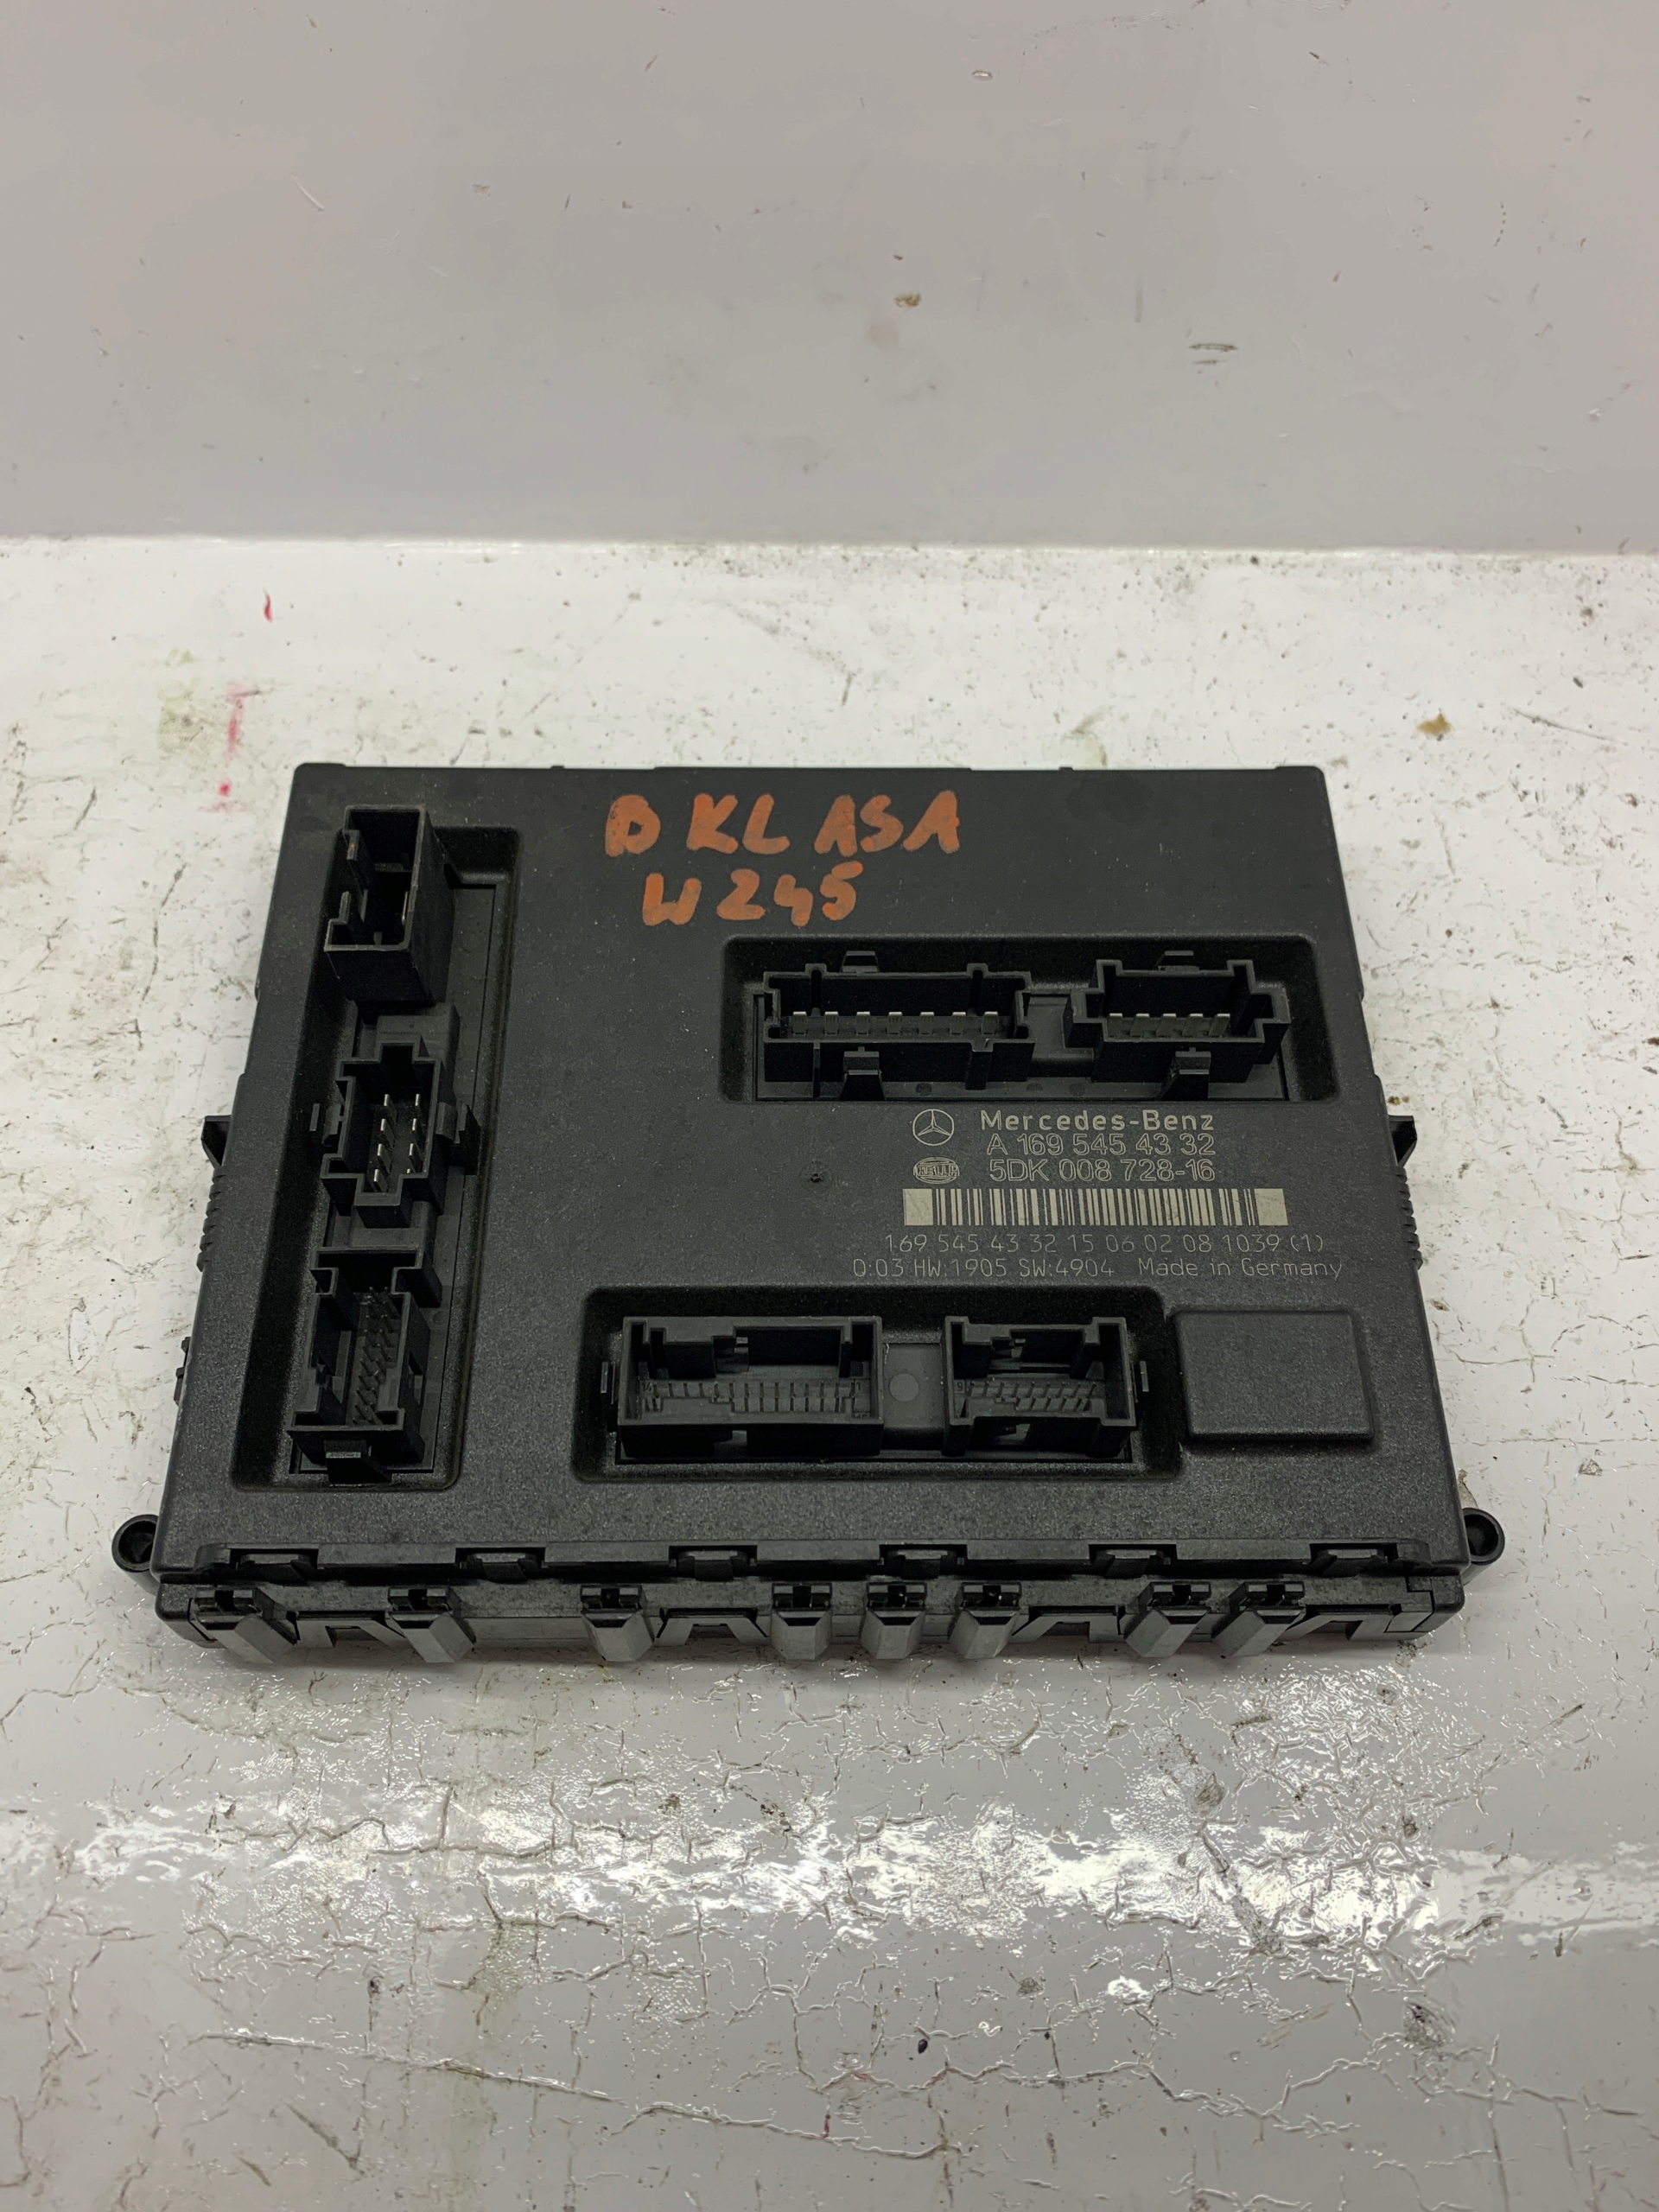 B KLASA
W245
Mercedes-Benz
A 169 545 43 32
5DK 008 728-16
169 545 43 32 15 06 02 08 1039 (1)
0:03 HW:1905 SW:4904 Made in Germany